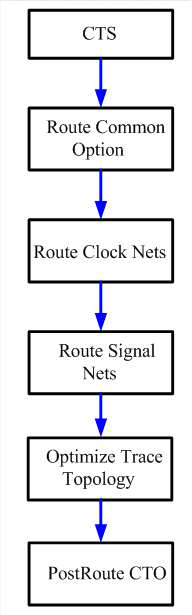 CTS
Route Common
Option
Route Clock Nets
Route Signal
Nets
Optimize Trace
Topology
PostRoute CTO